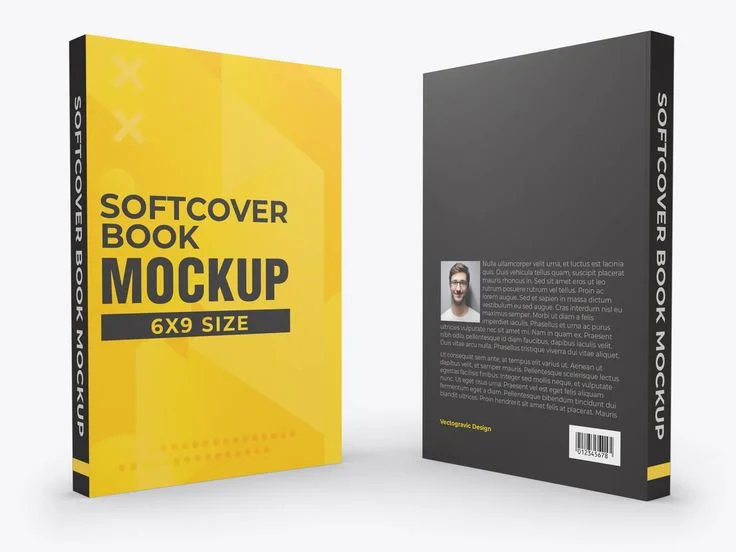 SOFTCOVER BOOK MOCKUP
SOFTCOVER
BOOK
MOCKUP
6X9 SIZE
Nulla ullamcorper velit urna, et luctus est lacinia
quis. Duis vehicula tellus quam, suscipit placerat
mauris rhoncus in. Sed sit amet eros ut leo
rutrum posuere rutrum vel tellus. Proin ac
lorem augue. Sed et sapien in massa dictum
vestibulum eu sed augue. Cras interdum nisl eu
maximus semper. Morbi ut diam a felis
imperdiet iaculis. Phasellus et urna ac purus
ultrices vulputate nec sit amet mi. Nam in quam ex. Praesent
nibh odio, pellentesque id diam faucibus, dapibus iaculis velit.
Duis vitae arcu nulla. Phasellus tristique viverra dui vitae aliquet.
Ut consequat sem ante, at tempus elit varius ut. Aenean ut
dapibus velit, et semper mauris. Pellentesque scelerisque lectus
egestas facilisis finibus. Integer sed mollis neque, et vulputate
nunc. Ut eget risus urna. Praesent vel est eget felis aliquam
fermentum eget a diam. Pellentesque bibendum tincidunt dui
blandit ultrices. Proin hendrerit sit amet felis at placerat. Mauris
Vectogravic Design
012345678
SOFTCOVER BOOK MOCKUP